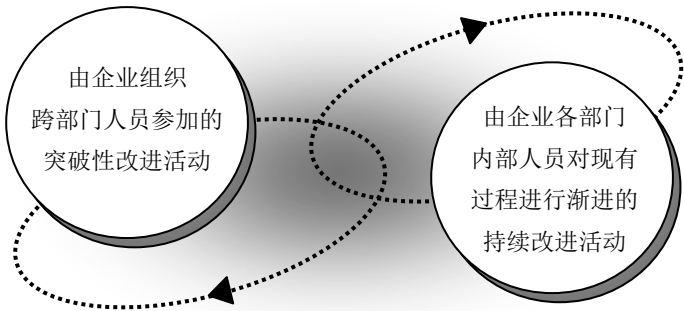 由企业组织
跨部门人员参加的
突破性改进活动
由企业各部门
内部人员对现有
过程进行渐进的
持续改进活动